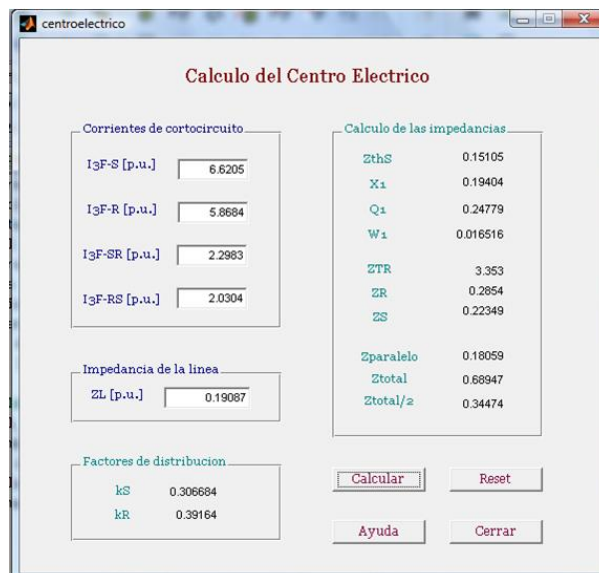 centroelectrico
Calculo del Centro Electrico
Corrientes de cortocircuito
I3F-S [p.u.] 6.6205
I3F-R [p.u.] 5.8684
I3F-SR [p.u.] 2.2983
I3F-RS [p.u.] 2.0304
Impedancia de la linea
ZL [p.u.] 0.19087
Factores de distribucion
kS 0.306684
kR 0.39164
Calculo de las impedancias
ZthS 0.15105
X1 0.19404
Q1 0.24779
W1 0.016516
ZTR 3.353
ZR 0.2854
ZS 0.22349
Zparalelo 0.18059
Ztotal 0.68947
Ztotal/2 0.34474
Calcular Reset
Ayuda Cerrar